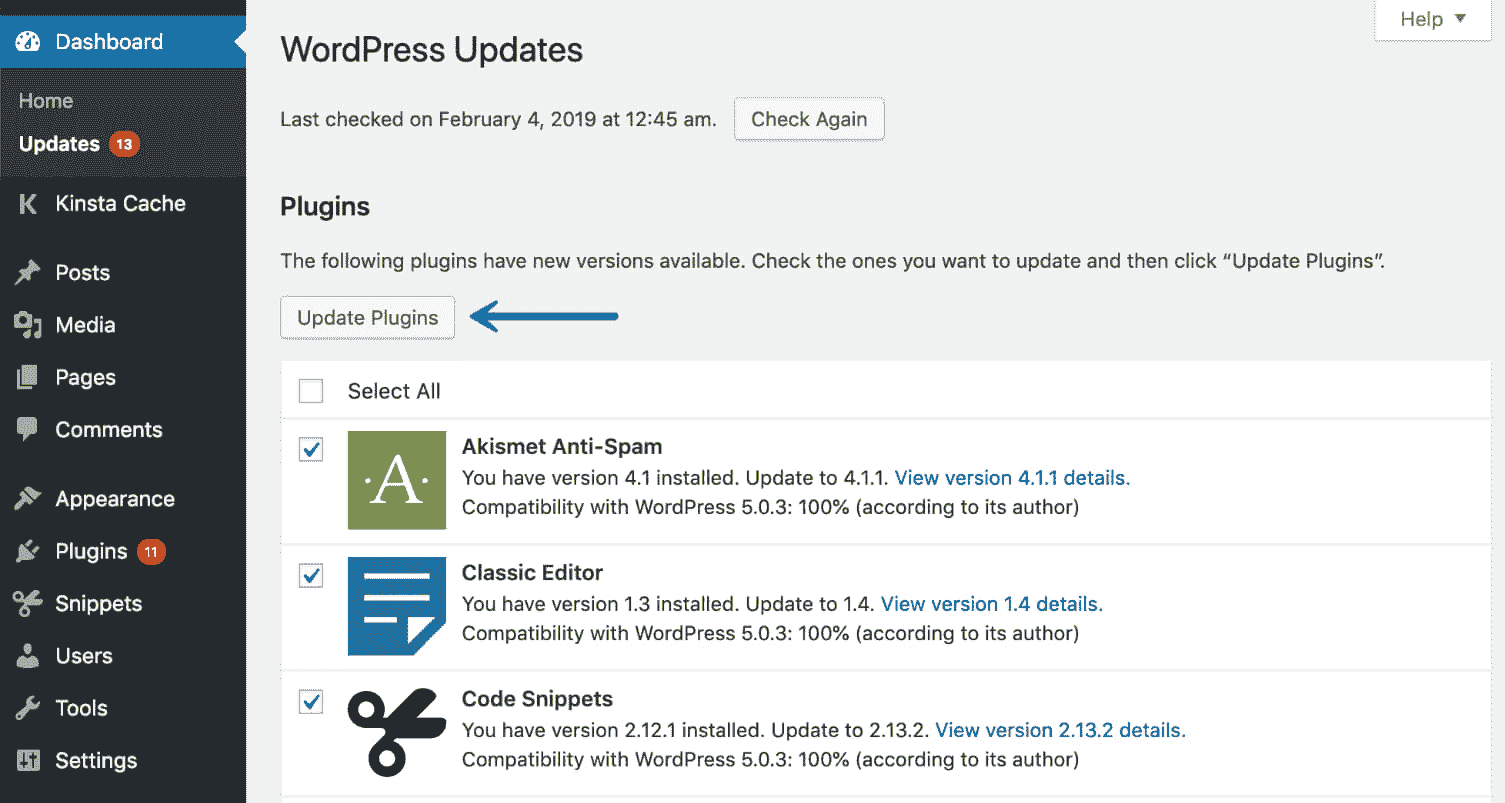 Dashboard
Home
Updates 13
Kinsta Cache
Posts
Media
Pages
Comments
Appearance
Plugins 11
Snippets
Users
Tools
Settings
Help
WordPress Updates
Last checked on February 4, 2019 at 12:45 am. Check Again
Plugins
The following plugins have new versions available. Check the ones you want to update and then click “Update Plugins”.
Update Plugins
Select All
A
Akismet Anti-Spam
You have version 4.1 installed. Update to 4.1.1. View version 4.1.1 details.
Compatibility with WordPress 5.0.3: 100% (according to its author)
Classic Editor
You have version 1.3 installed. Update to 1.4. View version 1.4 details.
Compatibility with WordPress 5.0.3: 100% (according to its author)
Code Snippets
You have version 2.12.1 installed. Update to 2.13.2. View version 2.13.2 details.
Compatibility with WordPress 5.0.3: 100% (according to its author)